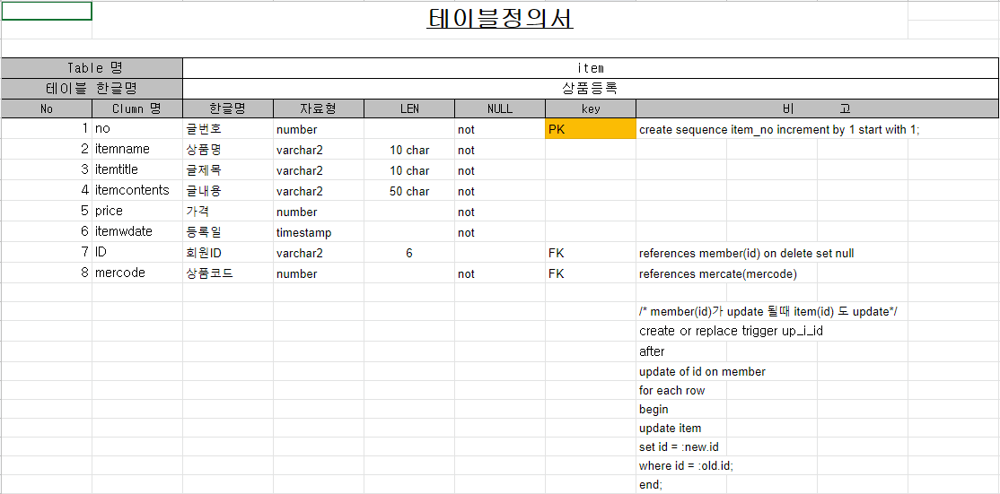 테이블정의서
Table 명 item
테이블 한글명 상품등록
No Clumn 명 한글명 자료형 LEN NULL key 비 고
1 no 글번호 number not PK create sequence item_no increment by 1 start with 1;
2 itemname 상품명 varchar2 10 char not
3 itemtitle 글제목 varchar2 10 char not
4 itemcontents 글내용 varchar2 50 char not
5 price 가격 number not
6 itemwdate 등록일 timestamp not
7 ID 회원ID varchar2 6 FK references member(id) on delete set null
8 mercode 상품코드 number not FK references mercate(mercode)
/* member(id)가 update 될때 item(id) 도 update*/
create or replace trigger up_i_id
after
update of id on member
for each row
begin
update item
set id = :new.id
where id = :old.id;
end;